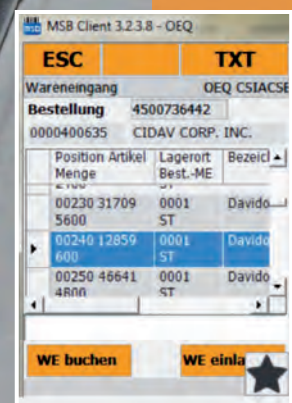 MSB Client 3.2.3.8 - OEQ
ESC TXT
Wareneingang OEQ CSIACSE
Bestellung 4500736442
0000400635 CIDAV CORP. INC.
Position Artikel Lagerort Bezeicl
Menge Best.-ME
00230 31709 0001 Davido
5600 ST
00240 12859 0001 Davido
600 ST
00250 46641 0001 Davido
4800 ST
WE buchen WE einla